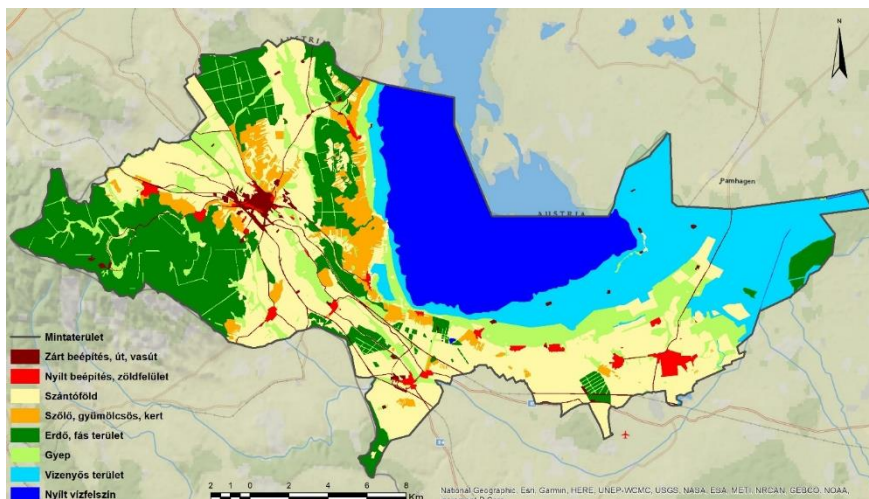 AUSTRIA
N
Pamhagen
AUSTRIA
Mintaterület
Zárt beépítés, út, vasút
Nyílt beépítés, zöldfelület
Szántóföld
Szőlő, gyümölcsös, kert
Erdő, fás terület
Gyep
Vizenyős terület
Nyílt vízfelszín
2 1 0 2 4 6 8
Km
National Geographic, Esri, Garmin, HERE, UNEP-WCMC, USGS, NASA, ESA, METI, NRCAN, GEBCO, NOAA,